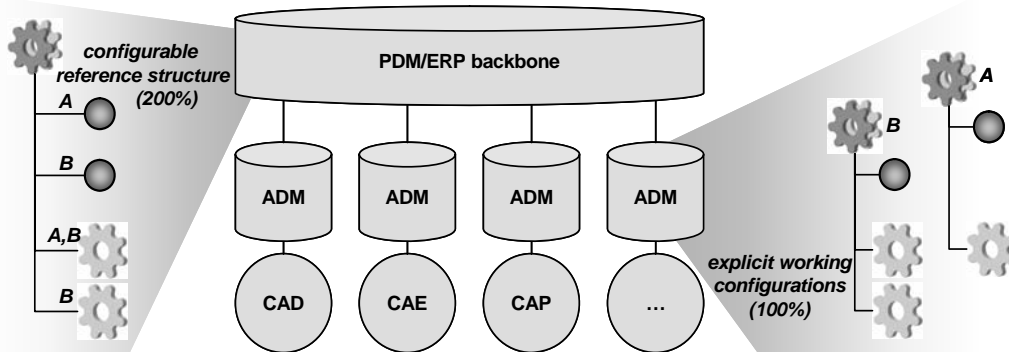 configurable
reference structure
(200%)
A
B
A,B
B
PDM/ERP backbone
ADM
ADM
ADM
ADM
CAD
CAE
CAP
...
explicit working
configurations
(100%)
B
A